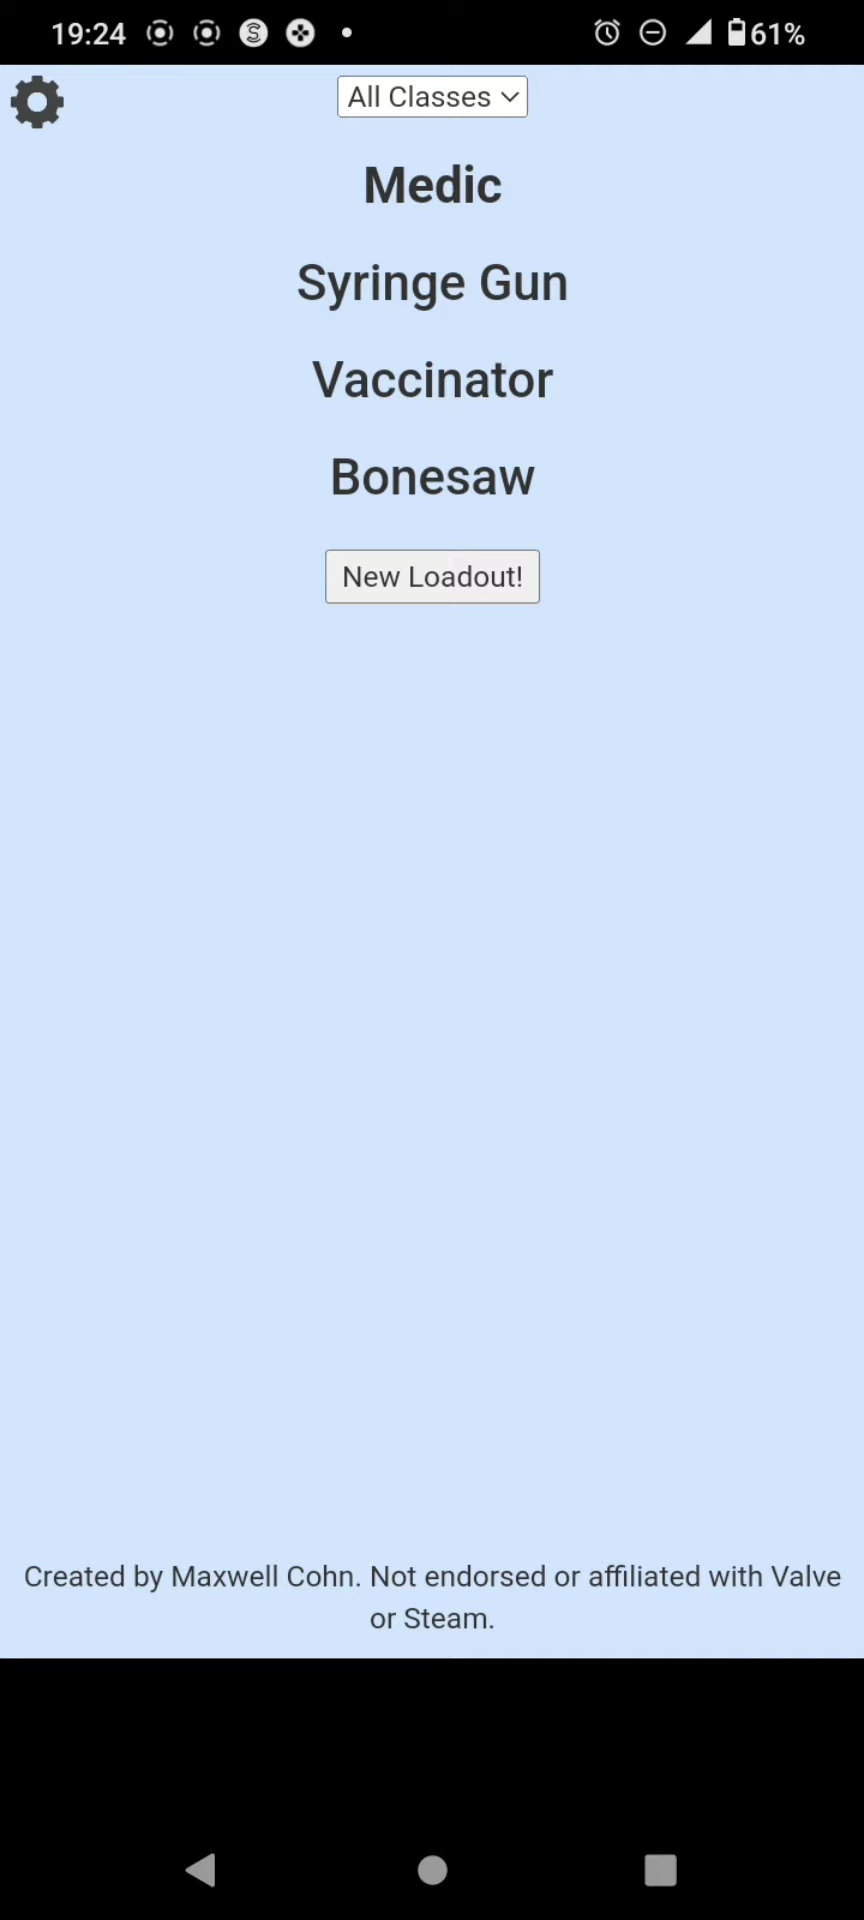 19:24
61%
All Classes
Medic
Syringe Gun
Vaccinator
Bonesaw
New Loadout!
Created by Maxwell Cohn. Not endorsed or affiliated with Valve
or Steam.